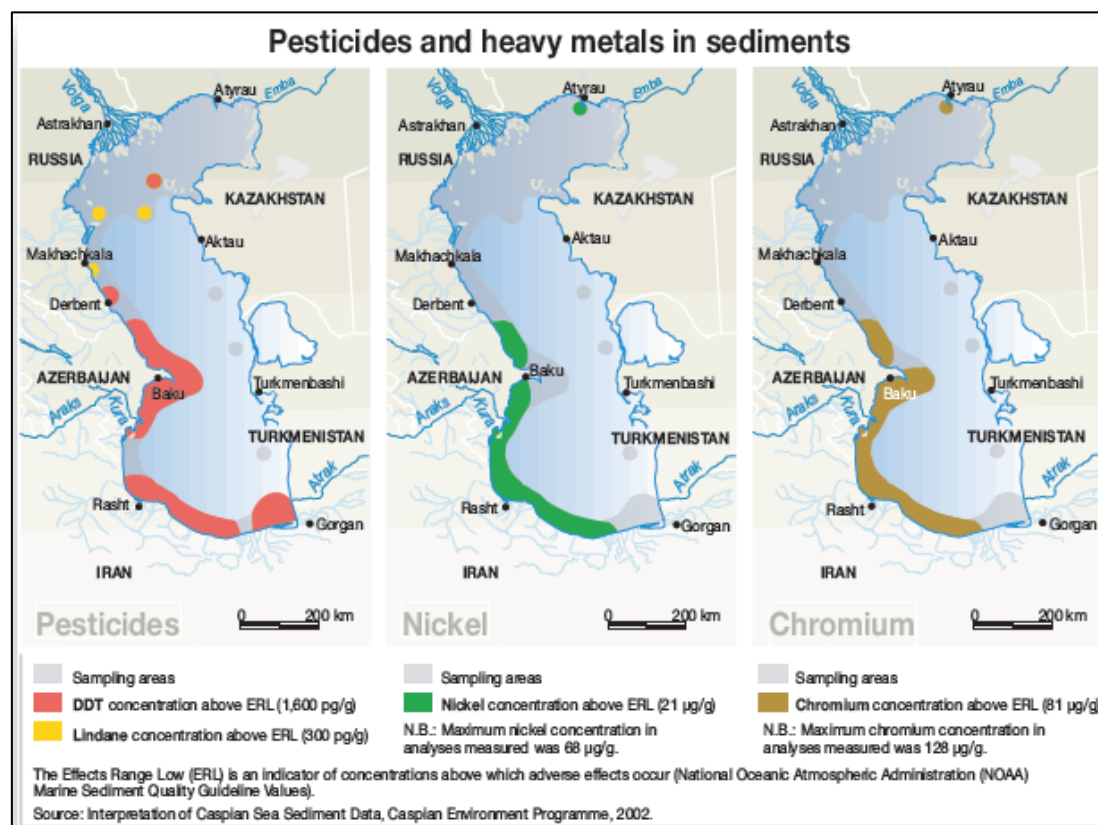 Pesticides and heavy metals in sediments
Volga
Atyrau
Emba
Astrakhan
RUSSIA
KAZAKHSTAN
Aktau
Makhachkala
Derbent
AZERBAIJAN
Baku
Turkmenbashi
Araks
Kura
TURKMENISTAN
Atrak
Rasht
Gorgan
IRAN
0 200 km
Pesticides
Volga
Atyrau
Emba
Astrakhan
RUSSIA
KAZAKHSTAN
Aktau
Makhachkala
Derbent
Baku
AZERBAIJAN
Turkmenbashi
Araks
Kura
TURKMENISTAN
Atrak
Rasht
Gorgan
IRAN
0 200 km
Nickel
Volga
Atyrau
Emba
Astrakhan
RUSSIA
KAZAKHSTAN
Aktau
Makhachkala
Derbent
AZERBAIJAN
Baku
Turkmenbashi
Araks
Kura
TURKMENISTAN
Atrak
Rasht
Gorgan
IRAN
0 200 km
Chromium
Sampling areas
DDT concentration above ERL (1,600 pg/g)
Lindane concentration above ERL (300 pg/g)
Sampling areas
Nickel concentration above ERL (21 µg/g)
N.B.: Maximum nickel concentration in
analyses measured was 68 µg/g.
Sampling areas
Chromium concentration above ERL (81 µg/g)
N.B.: Maximum chromium concentration in
analyses measured was 128 µg/g.
The Effects Range Low (ERL) is an indicator of concentrations above which adverse effects occur (National Oceanic Atmospheric Administration (NOAA)
Marine Sediment Quality Guideline Values).
Source: Interpretation of Caspian Sea Sediment Data, Caspian Environment Programme, 2002.